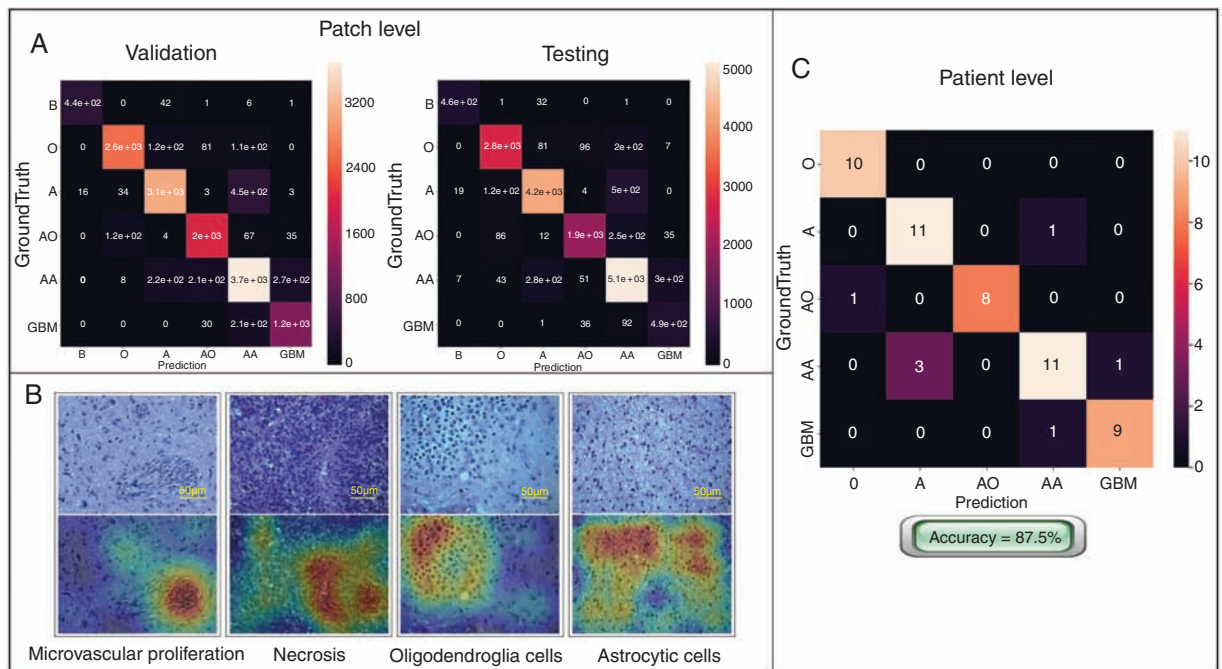 A
Patch level
Validation
Testing
GroundTruth
B 4.4e+02 0 42 1 6 1
O 0 2.6e+03 1.2e+02 81 1.1e+02 0
A 16 34 3.1e+03 3 4.5e+02 3
AO 0 1.2e+02 4 2e+03 67 35
AA 0 8 2.2e+02 2.1e+02 3.7e+03 2.7e+02
GBM 0 0 0 30 2.1e+02 1.2e+03
B O A AO AA GBM
Prediction
3200
2400
1600
800
0
GroundTruth
B 4.6e+02 1 32 0 1 0
O 0 2.8e+03 81 96 2e+02 7
A 19 1.2e+02 4.2e+03 4 5e+02 0
AO 0 86 12 1.9e+03 2.5e+02 35
AA 7 43 2.8e+02 51 5.1e+03 3e+02
GBM 0 0 1 36 92 4.9e+02
B O A AO AA GBM
Prediction
5000
4000
3000
2000
1000
0
B
50μm
50μm
50μm
50μm
Microvascular proliferation
Necrosis
Oligodendroglia cells
Astrocytic cells
C
Patient level
GroundTruth
O 10 0 0 0 0
A 0 11 0 1 0
AO 1 0 8 0 0
AA 0 3 0 11 1
GBM 0 0 0 1 9
0 A AO AA GBM
Prediction
10
8
6
4
2
0
Accuracy = 87.5%